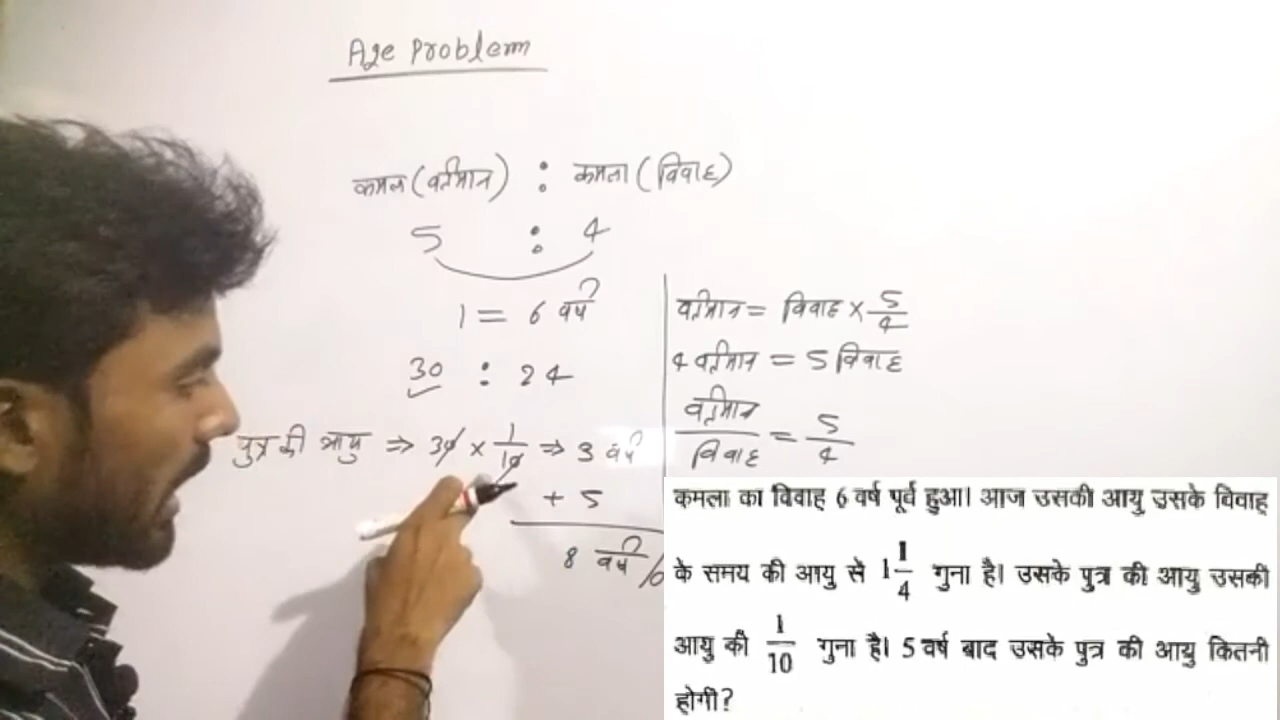 Age Problem
कमला (वर्तमान) : कमला (विवाह)
5 : 4
1 = 6 वर्ष
30 : 24
पुत्र की आयु ⇒ 30 × 1/10 ⇒ 3 वर्ष
+ 5
8 वर्ष
वर्तमान = विवाह × 5/4
4 वर्तमान = 5 विवाह
वर्तमान/विवाह = 5/4
कमला का विवाह 6 वर्ष पूर्व हुआ। आज उसकी आयु उसके विवाह
के समय की आयु से 1 1/4 गुना है। उसके पुत्र की आयु उसकी
आयु की 1/10 गुना है। 5 वर्ष बाद उसके पुत्र की आयु कितनी
होगी?